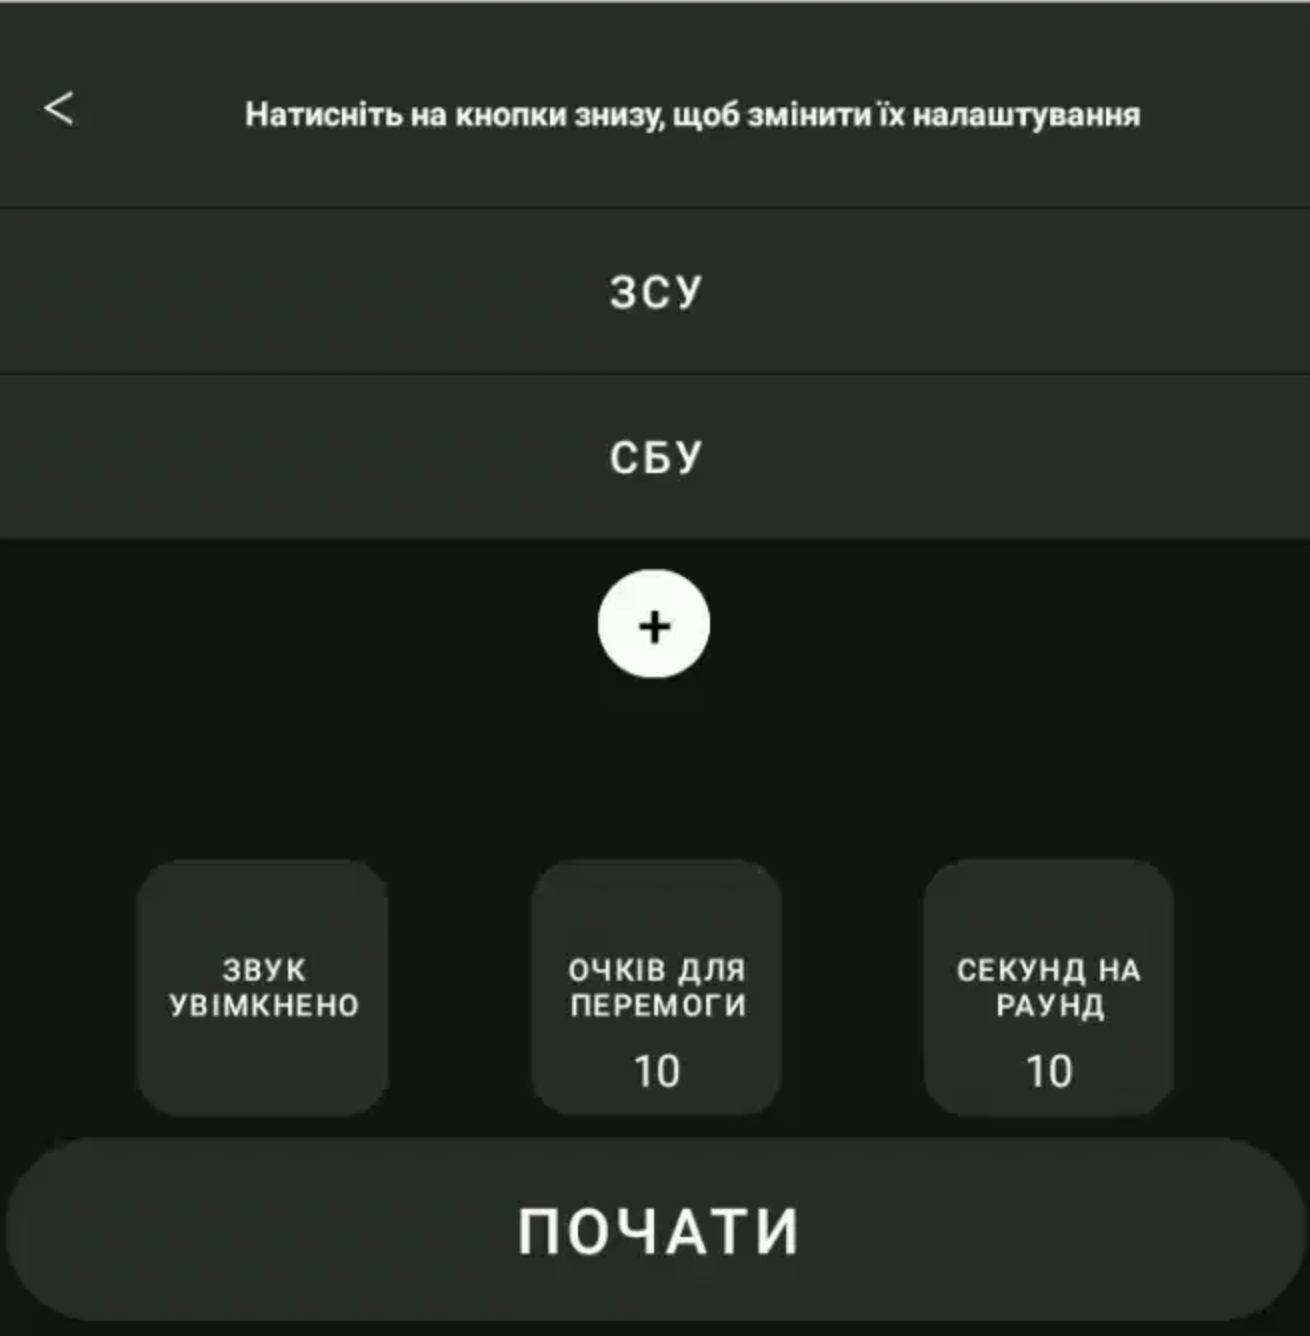 <
Натисніть на кнопки знизу, щоб змінити їх налаштування
ЗСУ
СБУ
+
ЗВУК
УВІМКНЕНО
ОЧКІВ ДЛЯ
ПЕРЕМОГИ
10
СЕКУНД НА
РАУНД
10
ПОЧАТИ